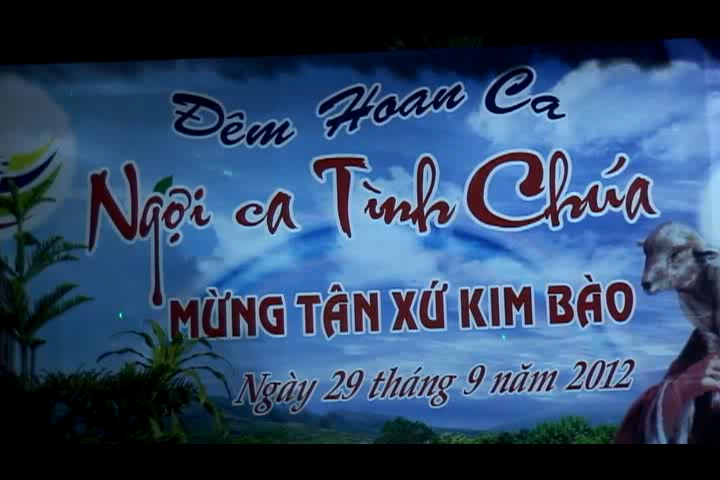 Đêm Hoan Ca
Ngợi ca Tình Chúa
MỪNG TÂN XỨ KIM BÀO
Ngày 29 tháng 9 năm 2012